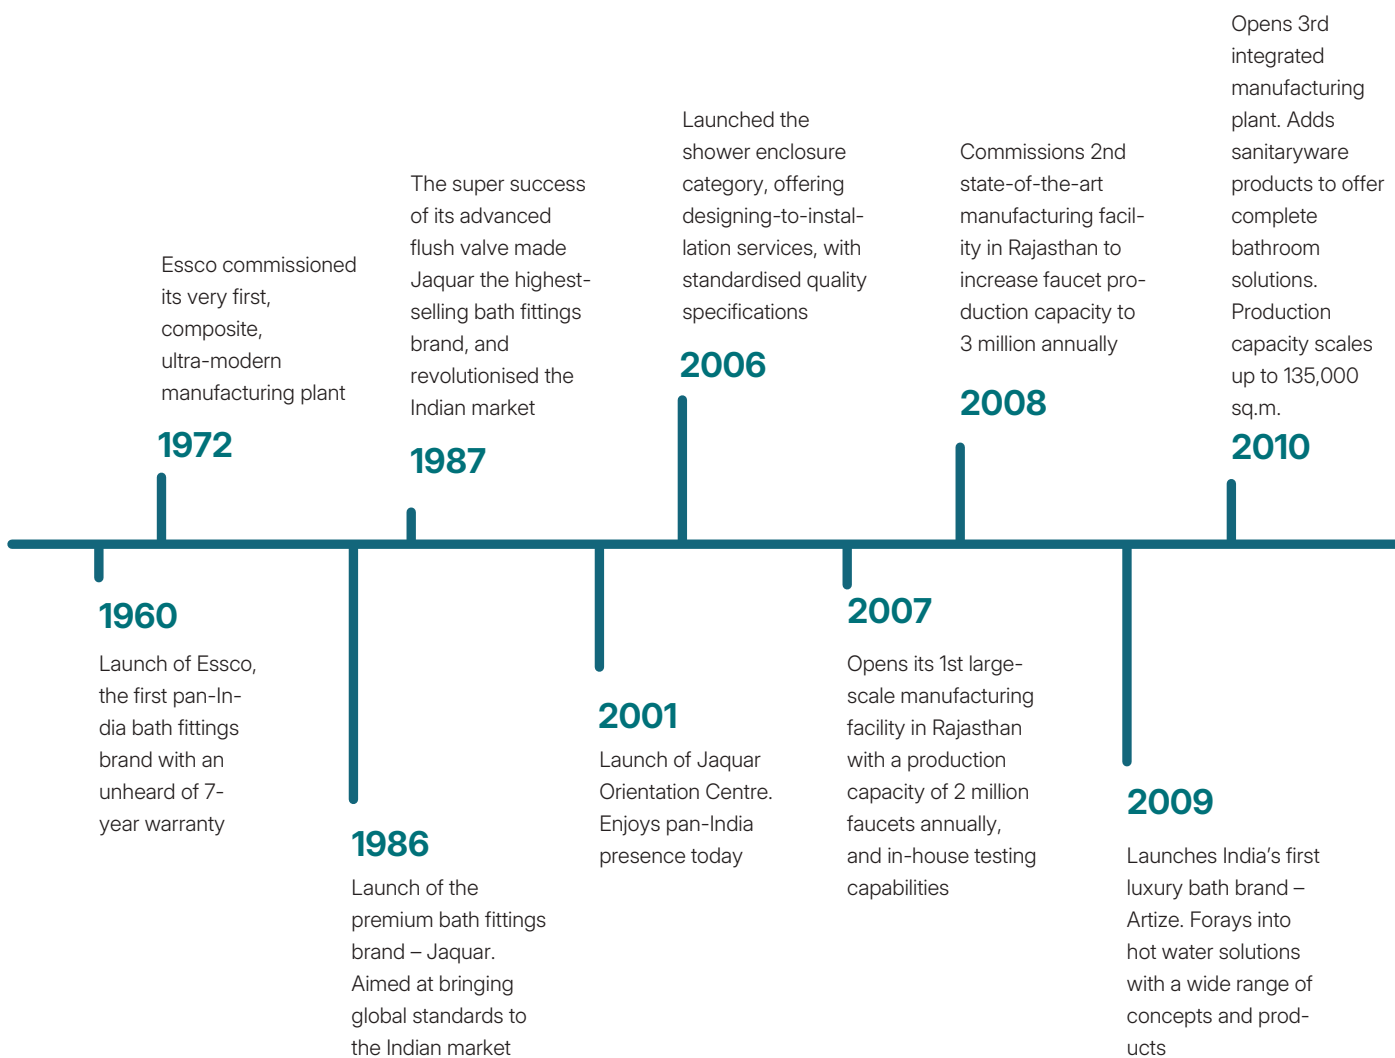 Essco commissioned
its very first,
composite,
ultra-modern
manufacturing plant
1972
The super success
of its advanced
flush valve made
Jaquar the highest-
selling bath fittings
brand, and
revolutionised the
Indian market
1987
Launched the
shower enclosure
category, offering
designing-to-instal-
lation services, with
standardised quality
specifications
2006
Commissions 2nd
state-of-the-art
manufacturing facil-
ity in Rajasthan to
increase faucet pro-
duction capacity to
3 million annually
2008
Opens 3rd
integrated
manufacturing
plant. Adds
sanitaryware
products to offer
complete
bathroom
solutions.
Production
capacity scales
up to 135,000
sq.m.
2010
1960
Launch of Essco,
the first pan-In-
dia bath fittings
brand with an
unheard of 7-
year warranty
1986
Launch of the
premium bath fittings
brand – Jaquar.
Aimed at bringing
global standards to
the Indian market
2001
Launch of Jaquar
Orientation Centre.
Enjoys pan-India
presence today
2007
Opens its 1st large-
scale manufacturing
facility in Rajasthan
with a production
capacity of 2 million
faucets annually,
and in-house testing
capabilities
2009
Launches India’s first
luxury bath brand –
Artize. Forays into
hot water solutions
with a wide range of
concepts and prod-
ucts